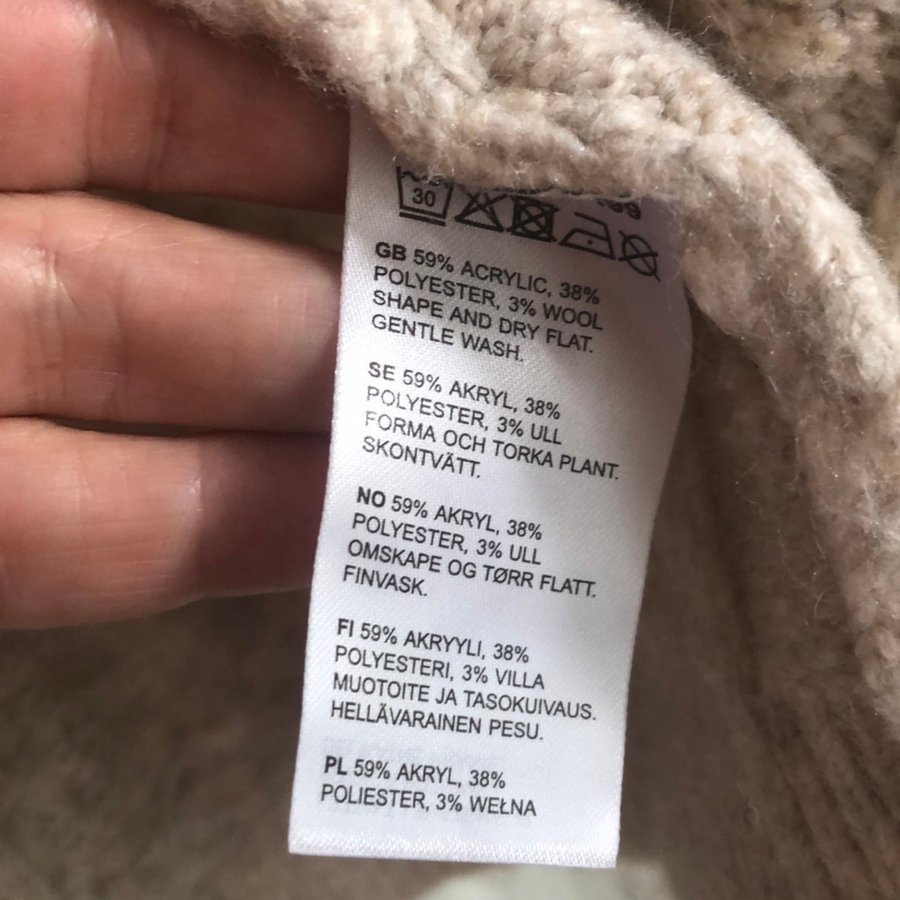 30
GB 59% ACRYLIC, 38%
POLYESTER, 3% WOOL
SHAPE AND DRY FLAT.
GENTLE WASH.
SE 59% AKRYL, 38%
POLYESTER, 3% ULL
FORMA OCH TORKA PLANT.
SKONTVÄTT.
NO 59% AKRYL, 38%
POLYESTER, 3% ULL
OMSKAPE OG TØRR FLATT.
FINVASK.
FI 59% AKRYYLI, 38%
POLYESTERI, 3% VILLA
MUOTOITE JA TASOKUIVAUS.
HELLÄVARAINEN PESU.
PL 59% AKRYL, 38%
POLIESTER, 3% WEŁNA